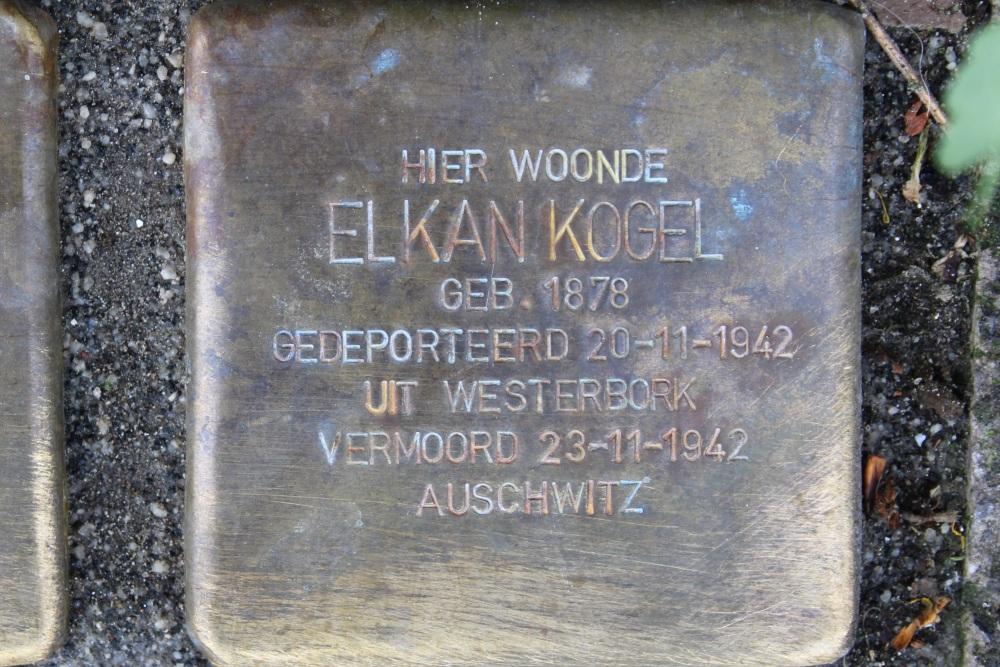 HIER WOONDE
ELKAN KOGEL
GEB. 1878
GEDEPORTEERD 20-11-1942
UIT WESTERBORK
VERMOORD 23-11-1942
AUSCHWITZ